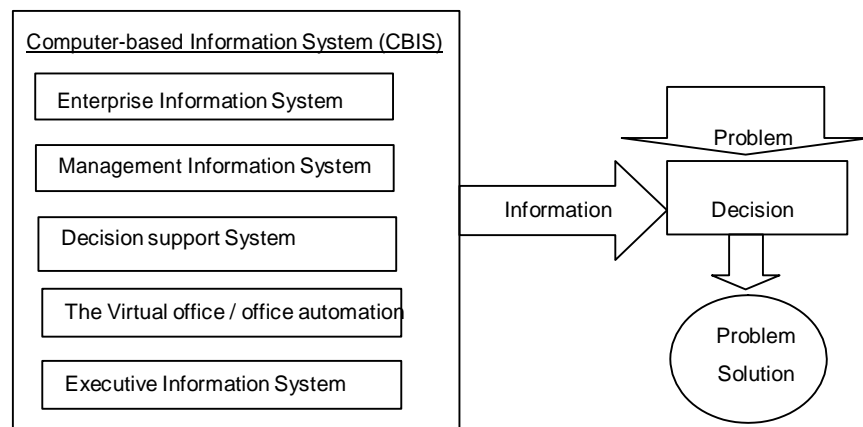 Computer-based Information System (CBIS)
Enterprise Information System
Management Information System
Decision support System
The Virtual office / office automation
Executive Information System
Information
Problem
Decision
Problem
Solution